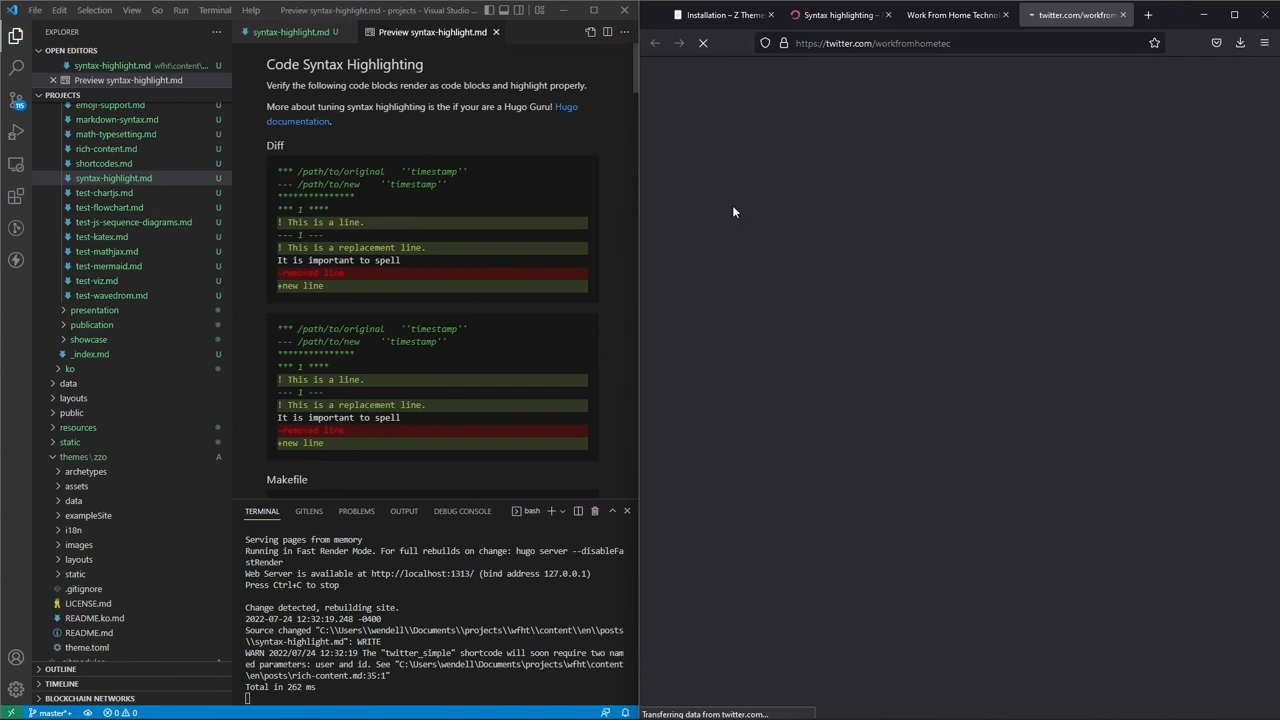 File Edit Selection View Go Run Terminal Help Preview syntax-highlight.md - projects - Visual Studio ...
EXPLORER
OPEN EDITORS
syntax-highlight.md wfht\content\... U
Preview syntax-highlight.md
PROJECTS
emoji-support.md U
markdown-syntax.md U
math-typesetting.md U
rich-content.md U
shortcodes.md U
syntax-highlight.md U
test-chartjs.md U
test-flowchart.md U
test-js-sequence-diagrams.md U
test-katex.md U
test-mathjax.md U
test-mermaid.md U
test-viz.md U
test-wavedrom.md U
presentation
publication
showcase
_index.md U
ko
data
layouts
public
resources
static
themes \ zzo A
archetypes
assets
data
exampleSite
i18n
images
layouts
static
.gitignore
LICENSE.md
README.ko.md
README.md
theme.toml
.gitmodules
OUTLINE
TIMELINE
BLOCKCHAIN NETWORKS
115
master*+ 0 0
syntax-highlight.md U
Preview syntax-highlight.md
Code Syntax Highlighting
Verify the following code blocks render as code blocks and highlight properly.
More about tuning syntax highlighting is the if your are a Hugo Guru! Hugo
documentation.
Diff
*** /path/to/original ''timestamp''
--- /path/to/new ''timestamp''
***************
*** 1 ****
! This is a line.
--- 1 ---
! This is a replacement line.
It is important to spell
-removed line
+new line
*** /path/to/original ''timestamp''
--- /path/to/new ''timestamp''
***************
*** 1 ****
! This is a line.
--- 1 ---
! This is a replacement line.
It is important to spell
-removed line
+new line
Makefile
TERMINAL GITLENS PROBLEMS OUTPUT DEBUG CONSOLE bash
Serving pages from memory
Running in Fast Render Mode. For full rebuilds on change: hugo server --disableFa
stRender
Web Server is available at http://localhost:1313/ (bind address 127.0.0.1)
Press Ctrl+C to stop
Change detected, rebuilding site.
2022-07-24 12:32:19.248 -0400
Source changed "C:\\Users\\wendell\\Documents\\projects\\wfht\\content\\en\\posts
\\syntax-highlight.md": WRITE
WARN 2022/07/24 12:32:19 The "twitter_simple" shortcode will soon require two nam
ed parameters: user and id. See "C:\Users\wendell\Documents\projects\wfht\content
\en\posts\rich-content.md:35:1"
Total in 262 ms
Installation – Z Theme
Syntax highlighting –
Work From Home Techno
twitter.com/workfrom
https://twitter.com/workfromhometec
Transferring data from twitter.com...